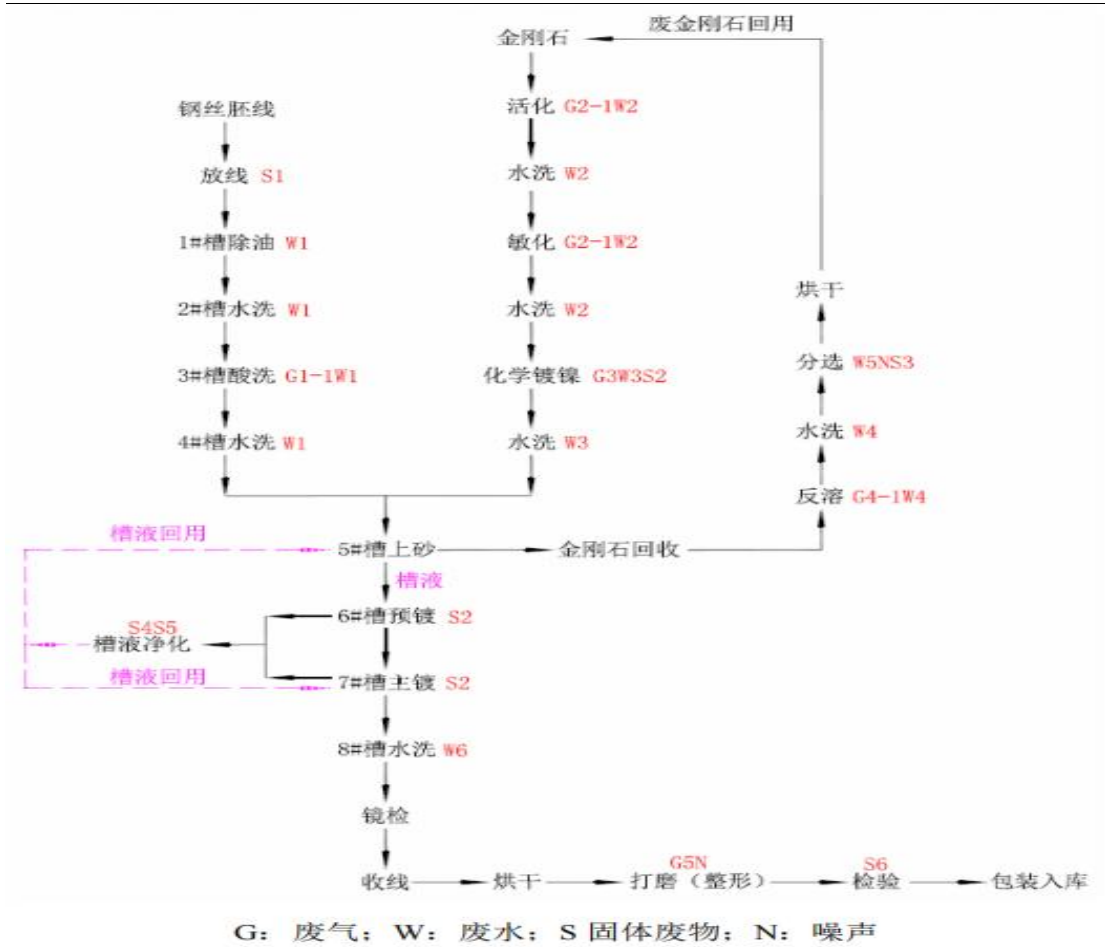 金刚石
废金刚石回用
钢丝胚线
活化 G2-1W2
放线 S1
水洗 W2
1#槽除油 W1
敏化 G2-1W2
烘干
2#槽水洗 W1
水洗 W2
分选 W5NS3
3#槽酸洗 G1-1W1
化学镀镍 G3W3S2
水洗 W4
4#槽水洗 W1
水洗 W3
反溶 G4-1W4
槽液回用
5#槽上砂
金刚石回收
槽液
6#槽预镀 S2
S4S5
槽液净化
槽液回用
7#槽主镀 S2
8#槽水洗 W6
镜检
G5N
S6
收线
烘干
打磨（整形）
检验
包装入库
G：废气；W：废水；S 固体废物；N：噪声